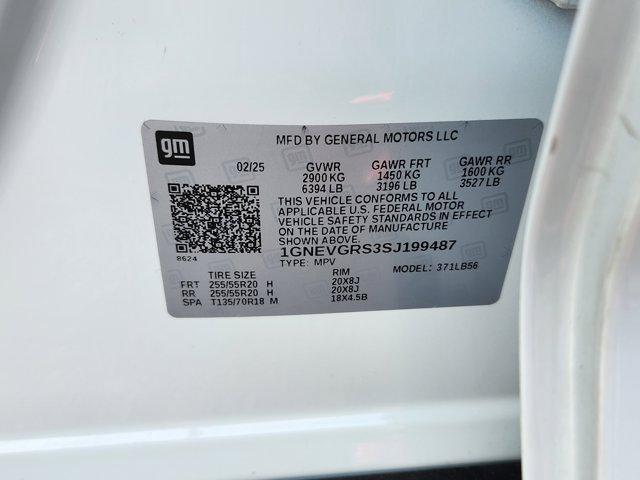 gm
MFD BY GENERAL MOTORS LLC
02/25 GVWR GAWR FRT GAWR RR
2900 KG 1450 KG 1600 KG
6394 LB 3196 LB 3527 LB
THIS VEHICLE CONFORMS TO ALL
APPLICABLE U.S. FEDERAL MOTOR
VEHICLE SAFETY STANDARDS IN EFFECT
ON THE DATE OF MANUFACTURE
SHOWN ABOVE.
8624
1GNEVGRS3SJ199487
TYPE: MPV MODEL: 371LB56
TIRE SIZE RIM
FRT 255/55R20 H 20X8J
RR 255/55R20 H 20X8J
SPA T135/70R18 M 18X4.5B